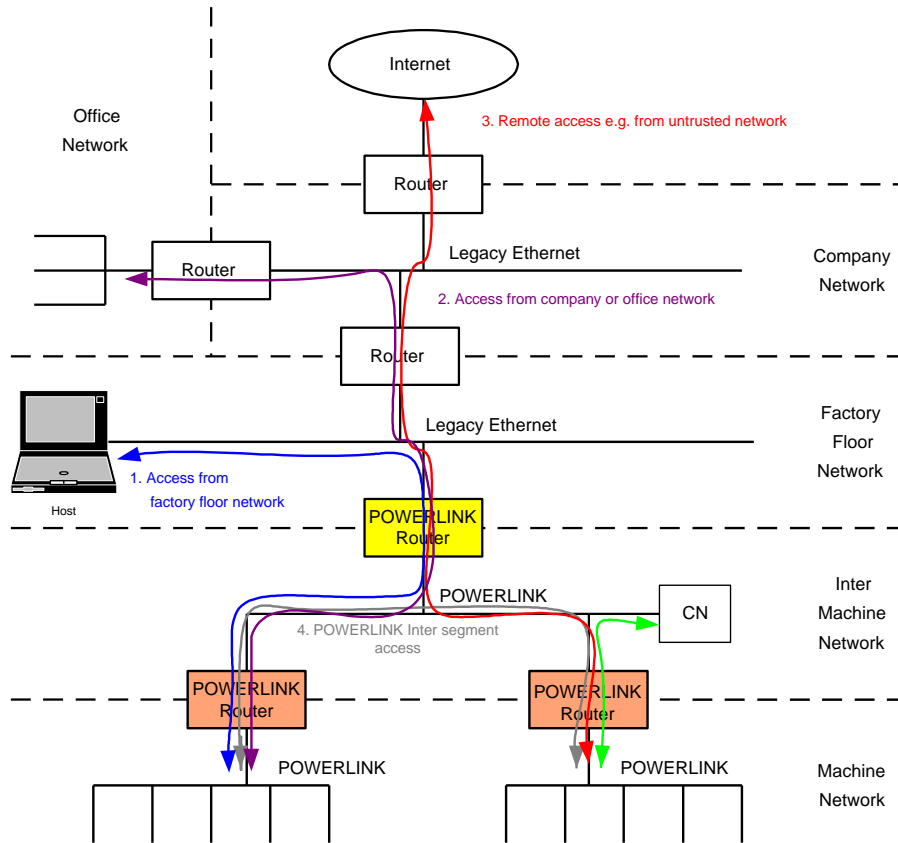 Internet
Office
Network
3. Remote access e.g. from untrusted network
Router
Legacy Ethernet
Company
Network
Router
2. Access from company or office network
Router
Factory
Floor
Network
Legacy Ethernet
1. Access from
factory floor network
Host
POWERLINK
Router
Inter
Machine
Network
POWERLINK
CN
4. POWERLINK Inter segment
access
POWERLINK
Router
POWERLINK
Router
POWERLINK
POWERLINK
Machine
Network